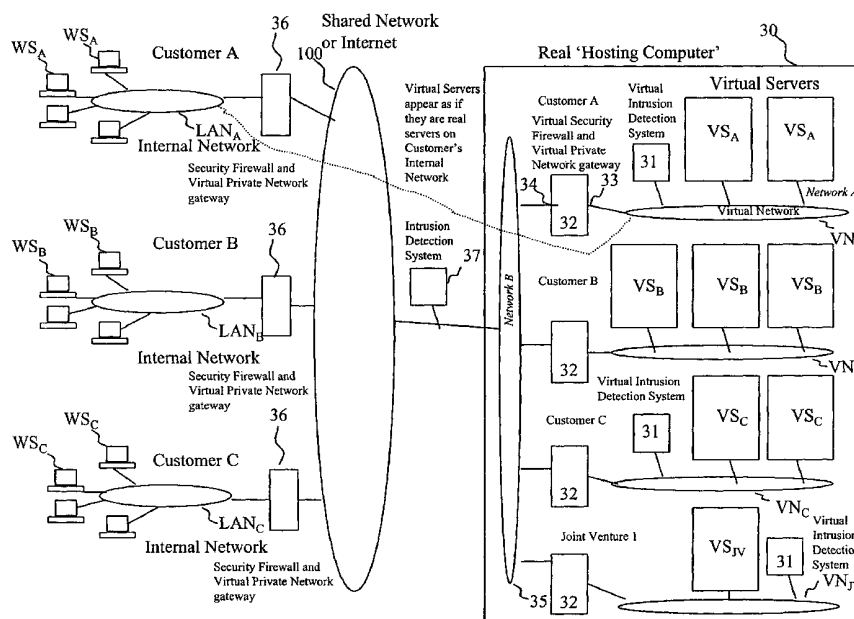 Shared Network
or Internet
100
Real 'Hosting Computer'
30
WS_A
WS_A
Customer A
36
LAN_A
Internal Network
Security Firewall and
Virtual Private Network
gateway
WS_B
WS_B
Customer B
36
LAN_B
Internal Network
Security Firewall and
Virtual Private Network
gateway
WS_C
WS_C
Customer C
36
LAN_C
Internal Network
Security Firewall and
Virtual Private Network
gateway
Virtual Servers
appear as if
they are real
servers on
Customer's
Internal
Network
Intrusion
Detection
System
37
Network B
35
Customer A
Virtual Security
Firewall and
Virtual Private
Network gateway
34
33
32
Virtual
Intrusion
Detection
System
31
Virtual Servers
VS_A
VS_A
Network
Virtual Network
VN
Customer B
32
VS_B
VS_B
VS_B
VN
Customer C
32
Virtual Intrusion
Detection System
31
VS_C
VS_C
VN_C
Joint Venture 1
32
VS_JV
Virtual
Intrusion
Detection
System
31
VN_J